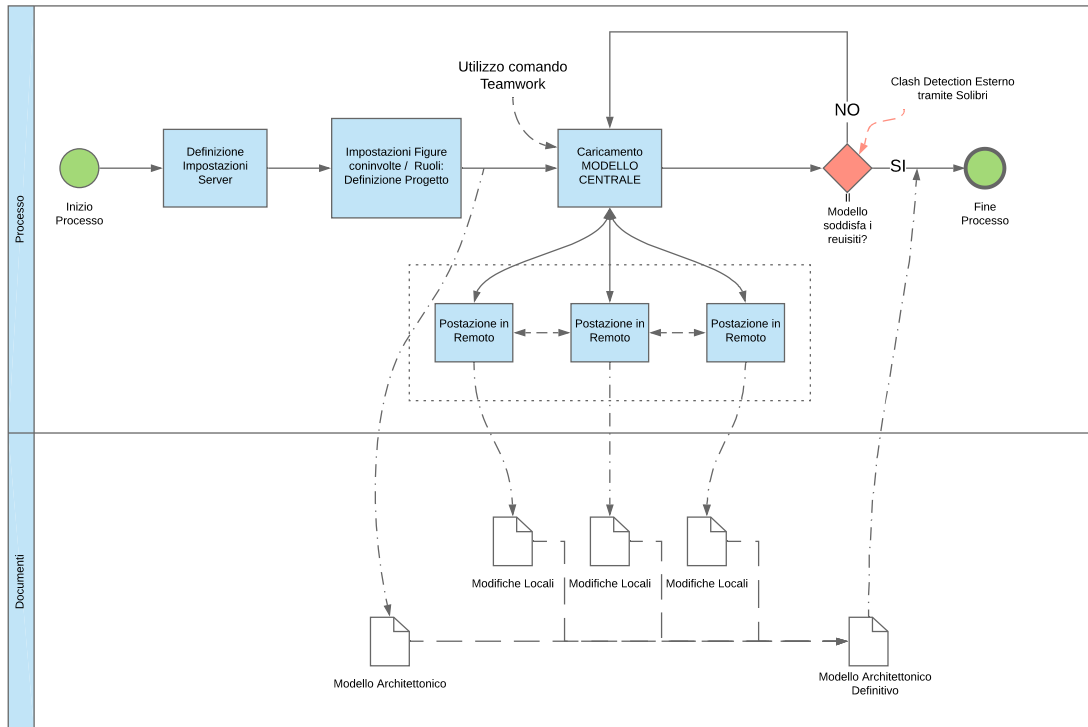 Processo
Utilizzo comando
Teamwork
Clash Detection Esterno
tramite Solibri
NO
Inizio
Processo
Definizione
Impostazioni
Server
Impostazioni Figure
coninvolte / Ruoli:
Definizione Progetto
Caricamento
MODELLO
CENTRALE
SI
Il
Modello
soddisfa i
reuisiti?
Fine
Processo
Postazione in
Remoto
Postazione in
Remoto
Postazione in
Remoto
Documenti
Modifiche Locali
Modifiche Locali
Modifiche Locali
Modello Architettonico
Modello Architettonico
Definitivo